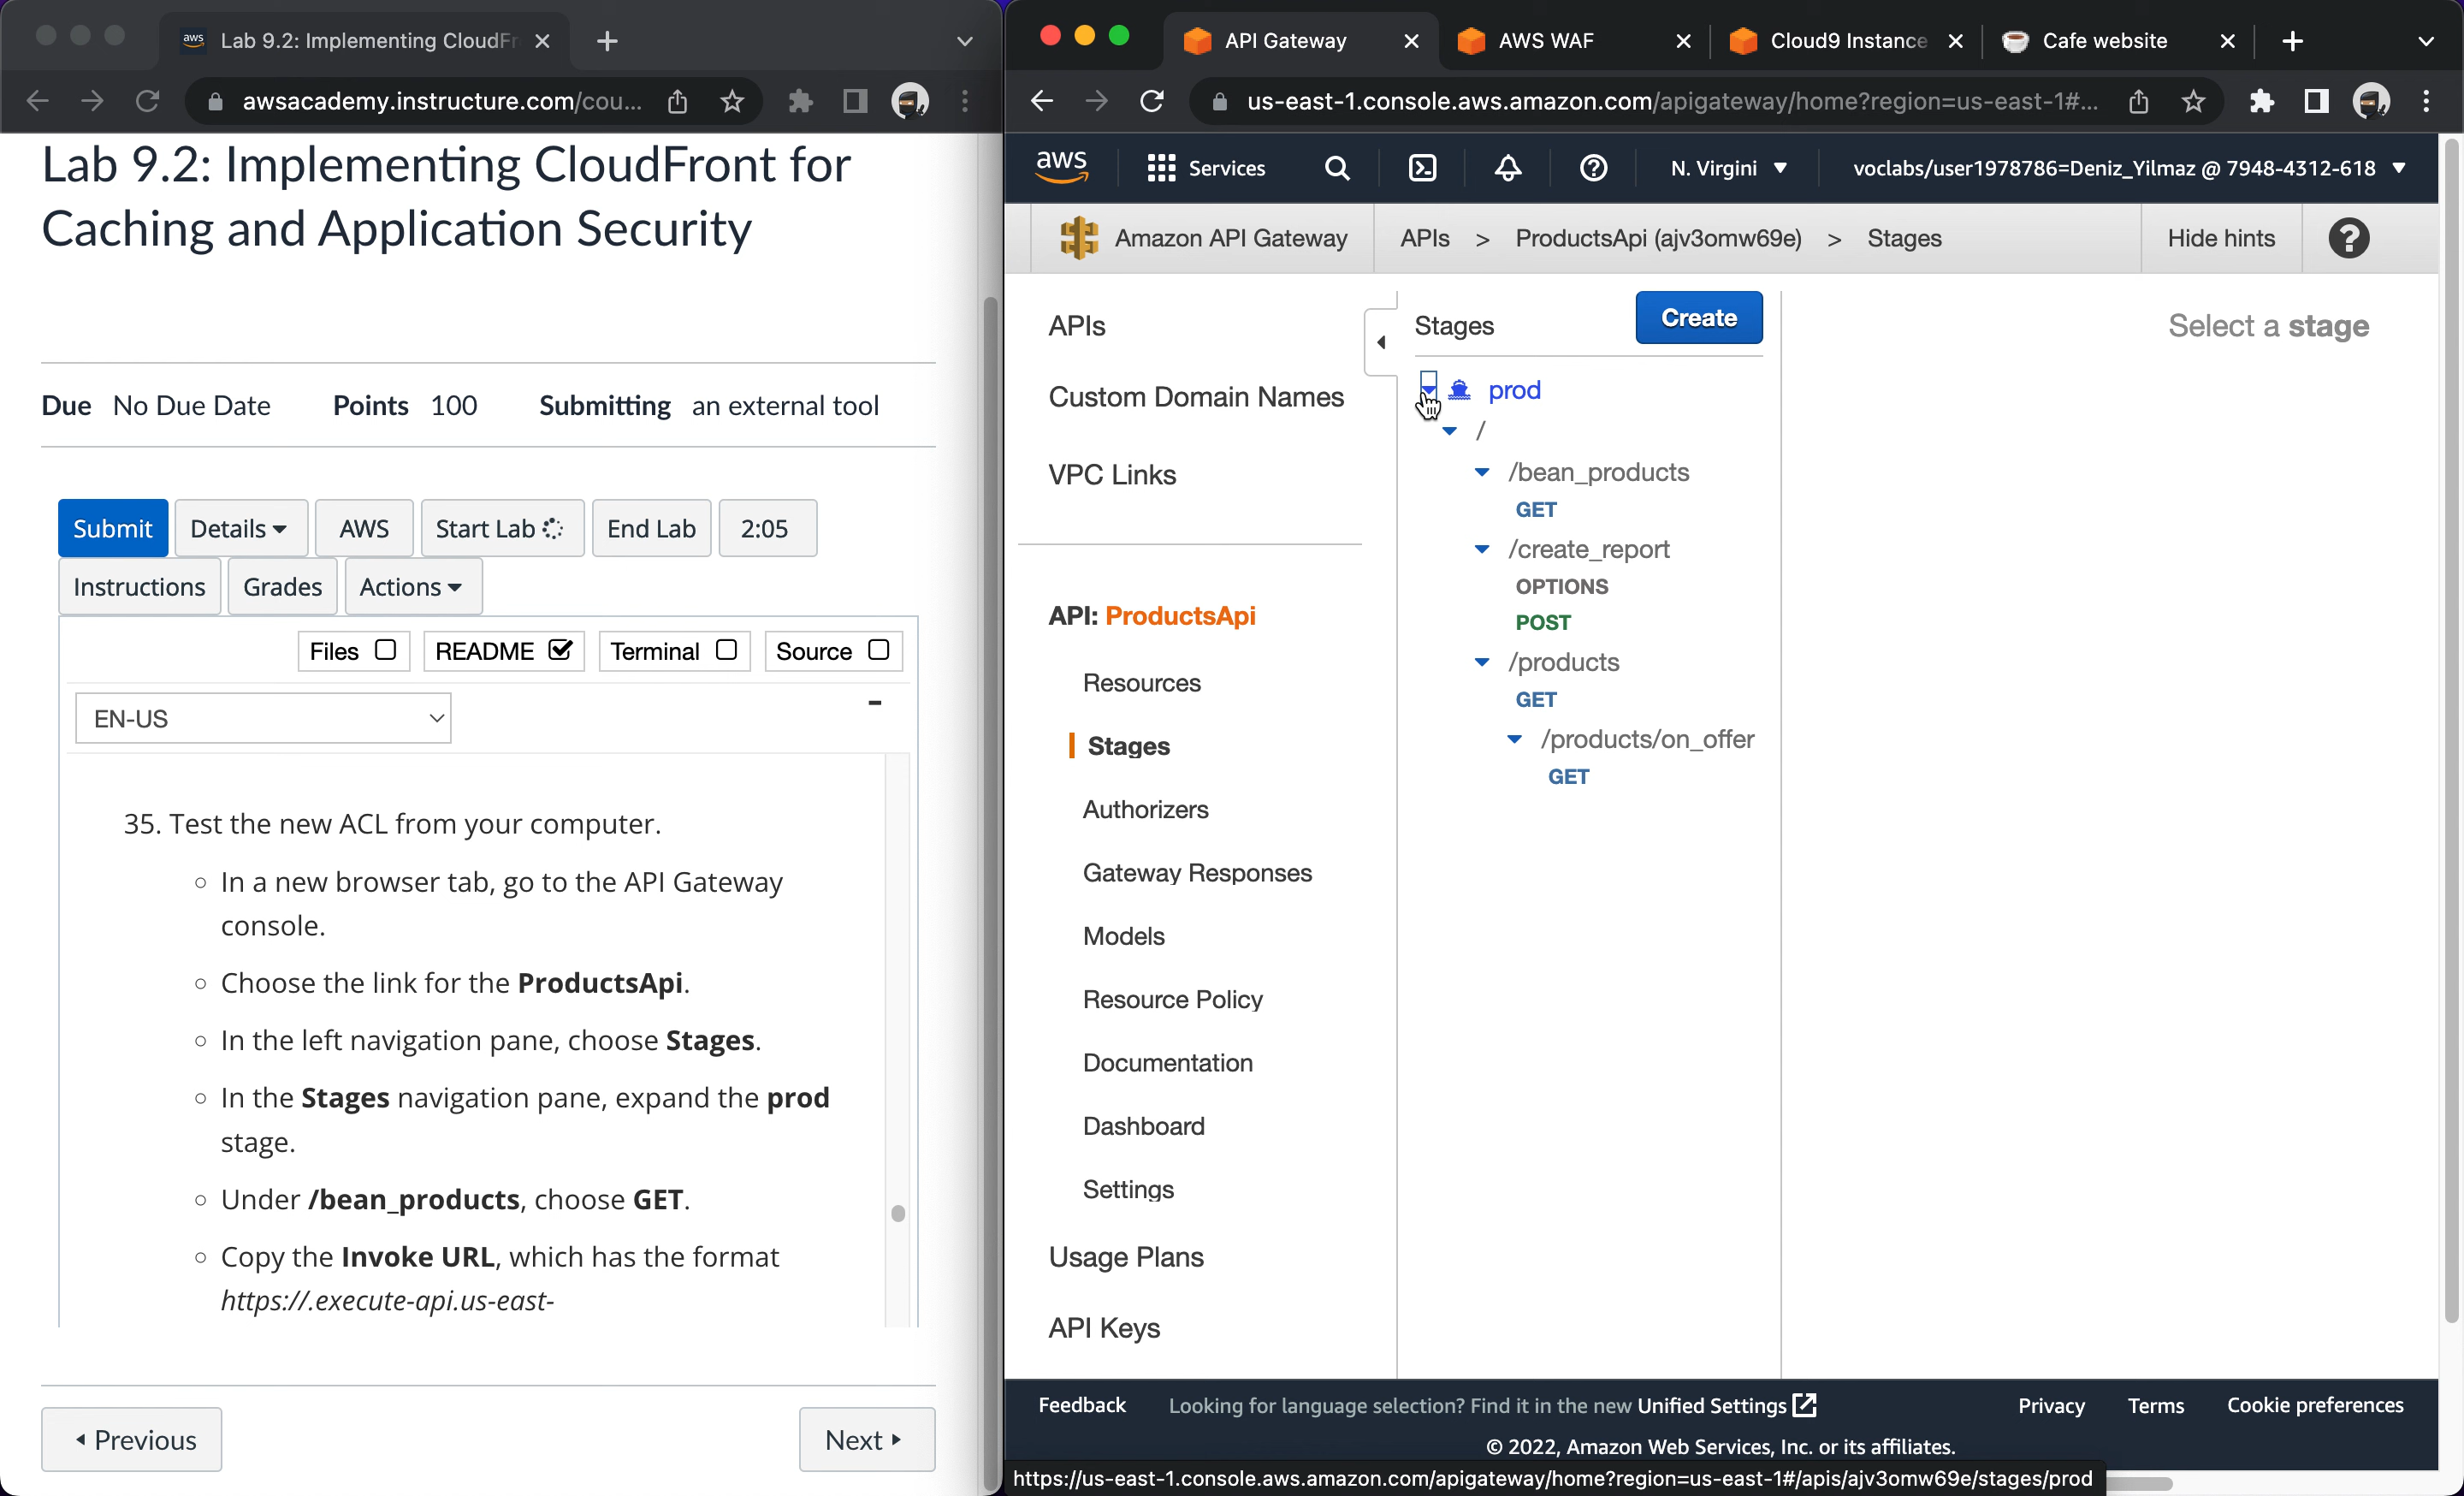 aws Lab 9.2: Implementing CloudFr
awsacademy.instructure.com/cou...
Lab 9.2: Implementing CloudFront for
Caching and Application Security
Due No Due Date Points 100 Submitting an external tool
Submit Details AWS Start Lab End Lab 2:05
Instructions Grades Actions
Files README Terminal Source
EN-US
35. Test the new ACL from your computer.
In a new browser tab, go to the API Gateway
console.
Choose the link for the ProductsApi.
In the left navigation pane, choose Stages.
In the Stages navigation pane, expand the prod
stage.
Under /bean_products, choose GET.
Copy the Invoke URL, which has the format
https://.execute-api.us-east-
Previous Next
API Gateway AWS WAF Cloud9 Instance Cafe website
us-east-1.console.aws.amazon.com/apigateway/home?region=us-east-1#...
aws Services N. Virgini voclabs/user1978786=Deniz_Yilmaz @ 7948-4312-618
Amazon API Gateway APIs > ProductsApi (ajv3omw69e) > Stages Hide hints
APIs
Custom Domain Names
VPC Links
API: ProductsApi
Resources
Stages
Authorizers
Gateway Responses
Models
Resource Policy
Documentation
Dashboard
Settings
Usage Plans
API Keys
Stages Create
prod
/
/bean_products
GET
/create_report
OPTIONS
POST
/products
GET
/products/on_offer
GET
Select a stage
Feedback Looking for language selection? Find it in the new Unified Settings Privacy Terms Cookie preferences
© 2022, Amazon Web Services, Inc. or its affiliates.
https://us-east-1.console.aws.amazon.com/apigateway/home?region=us-east-1#/apis/ajv3omw69e/stages/prod